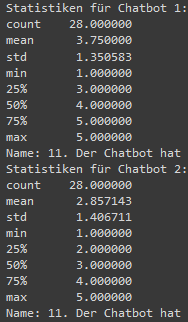 Statistiken für Chatbot 1:
count    28.000000
mean      3.750000
std       1.350583
min       1.000000
25%       3.000000
50%       4.000000
75%       5.000000
max       5.000000
Name: 11. Der Chatbot hat
Statistiken für Chatbot 2:
count    28.000000
mean      2.857143
std       1.406711
min       1.000000
25%       2.000000
50%       3.000000
75%       4.000000
max       5.000000
Name: 11. Der Chatbot hat